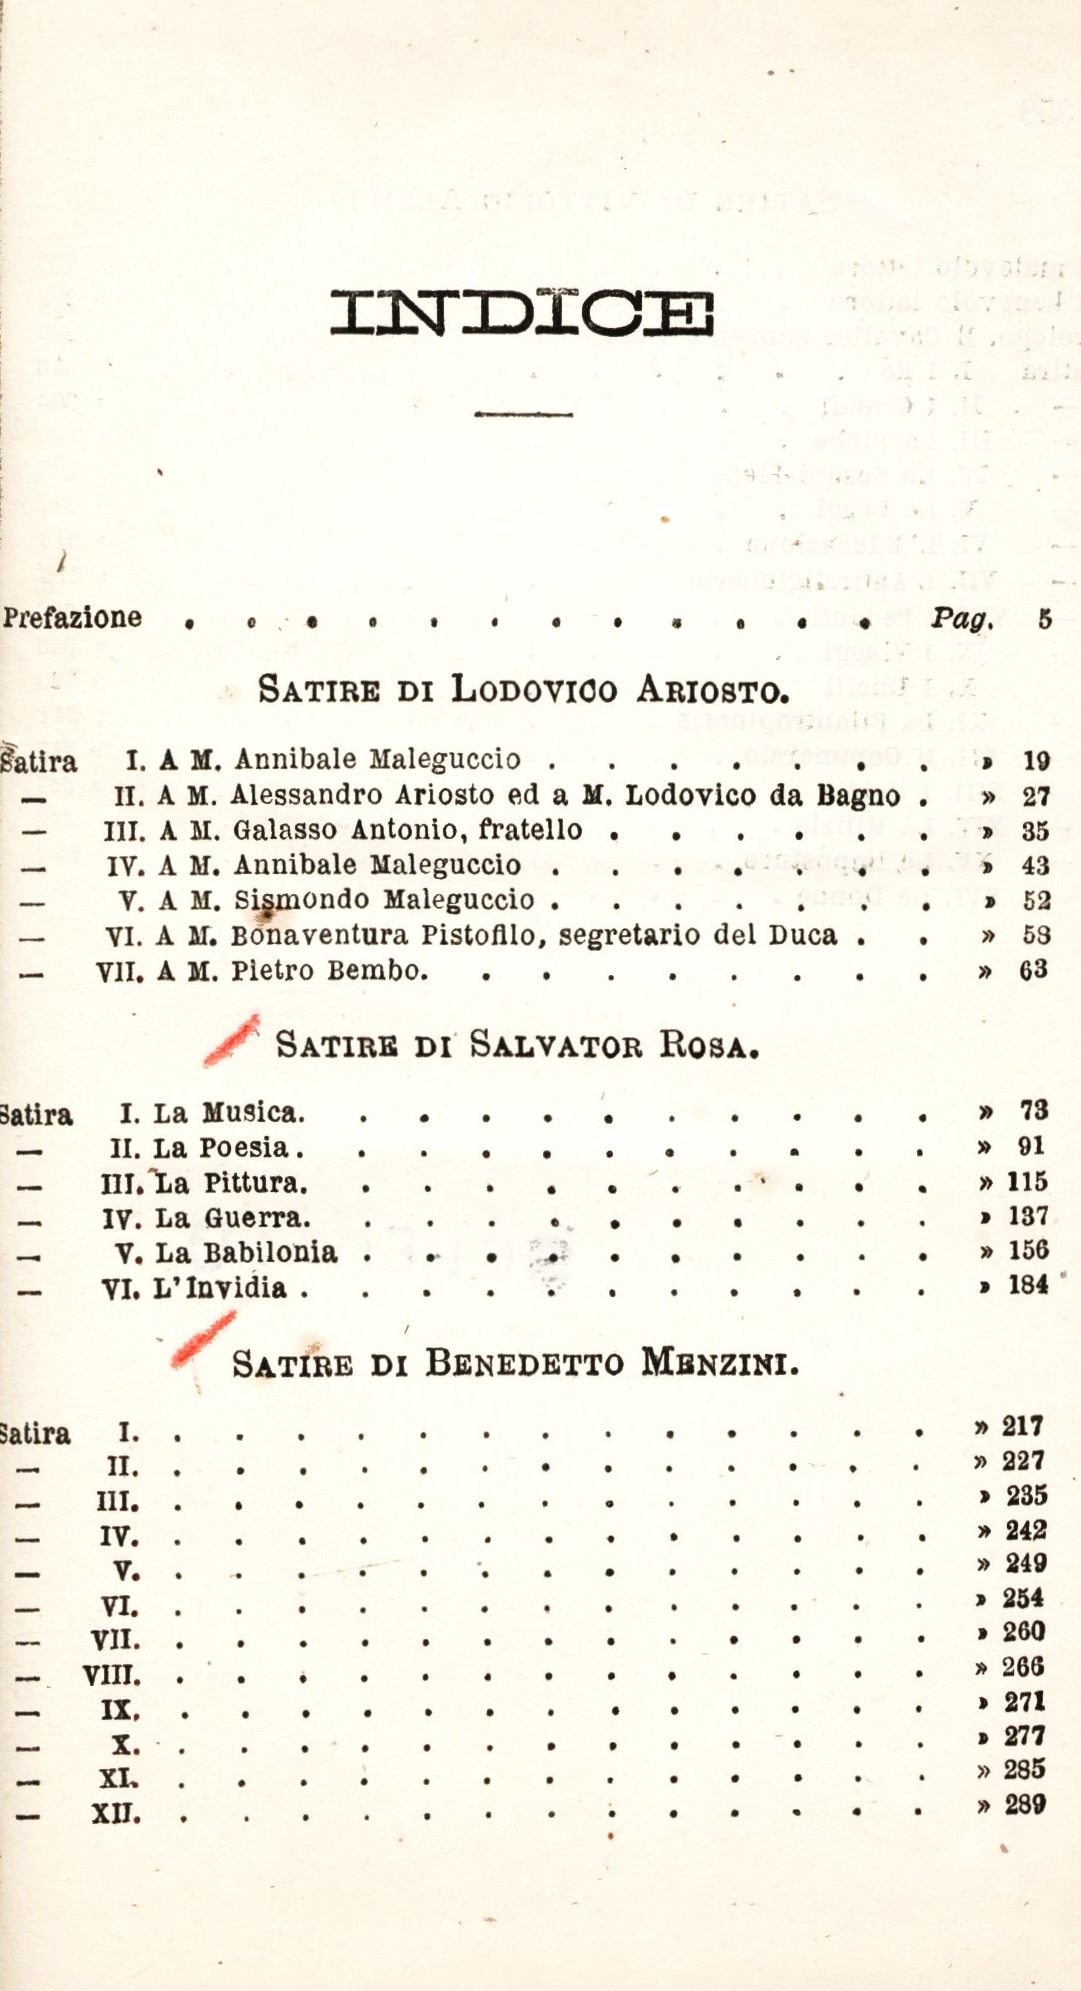 INDICE
Prefazione . . . . . . . . . . . . Pag. 5
SATIRE DI LODOVICO ARIOSTO.
Satira I. A M. Annibale Maleguccio . . . . . . . » 19
— II. A M. Alessandro Ariosto ed a M. Lodovico da Bagno . » 27
— III. A M. Galasso Antonio, fratello . . . . . . » 35
— IV. A M. Annibale Maleguccio . . . . . . . » 43
— V. A M. Sismondo Maleguccio . . . . . . . » 52
— VI. A M. Bonaventura Pistofilo, segretario del Duca . . » 58
— VII. A M. Pietro Bembo. . . . . . . . . » 63
SATIRE DI SALVATOR ROSA.
Satira I. La Musica. . . . . . . . . . . » 73
— II. La Poesia. . . . . . . . . . . » 91
— III. La Pittura. . . . . . . . . . . » 115
— IV. La Guerra. . . . . . . . . . . » 137
— V. La Babilonia . . . . . . . . . . » 156
— VI. L'Invidia . . . . . . . . . . . » 184
SATIRE DI BENEDETTO MENZINI.
Satira I. . . . . . . . . . . . . . » 217
— II. . . . . . . . . . . . . . » 227
— III. . . . . . . . . . . . . . » 235
— IV. . . . . . . . . . . . . . » 242
— V. . . . . . . . . . . . . . » 249
— VI. . . . . . . . . . . . . . » 254
— VII. . . . . . . . . . . . . . » 260
— VIII. . . . . . . . . . . . . . » 266
— IX. . . . . . . . . . . . . . » 271
— X. . . . . . . . . . . . . . » 277
— XI. . . . . . . . . . . . . . » 285
— XII. . . . . . . . . . . . . . » 289